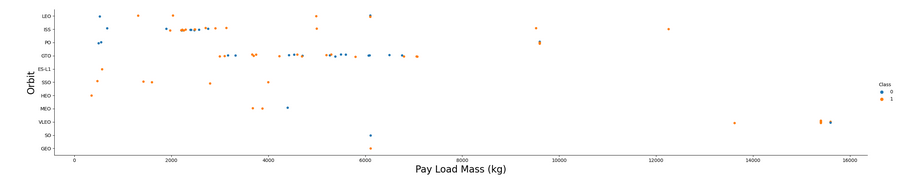 LEO
ISS
PO
GTO
ES-L1
SSO
HEO
MEO
VLEO
SO
GEO
Orbit
0 2000 4000 6000 8000 10000 12000 14000 16000
Pay Load Mass (kg)
Class
0
1